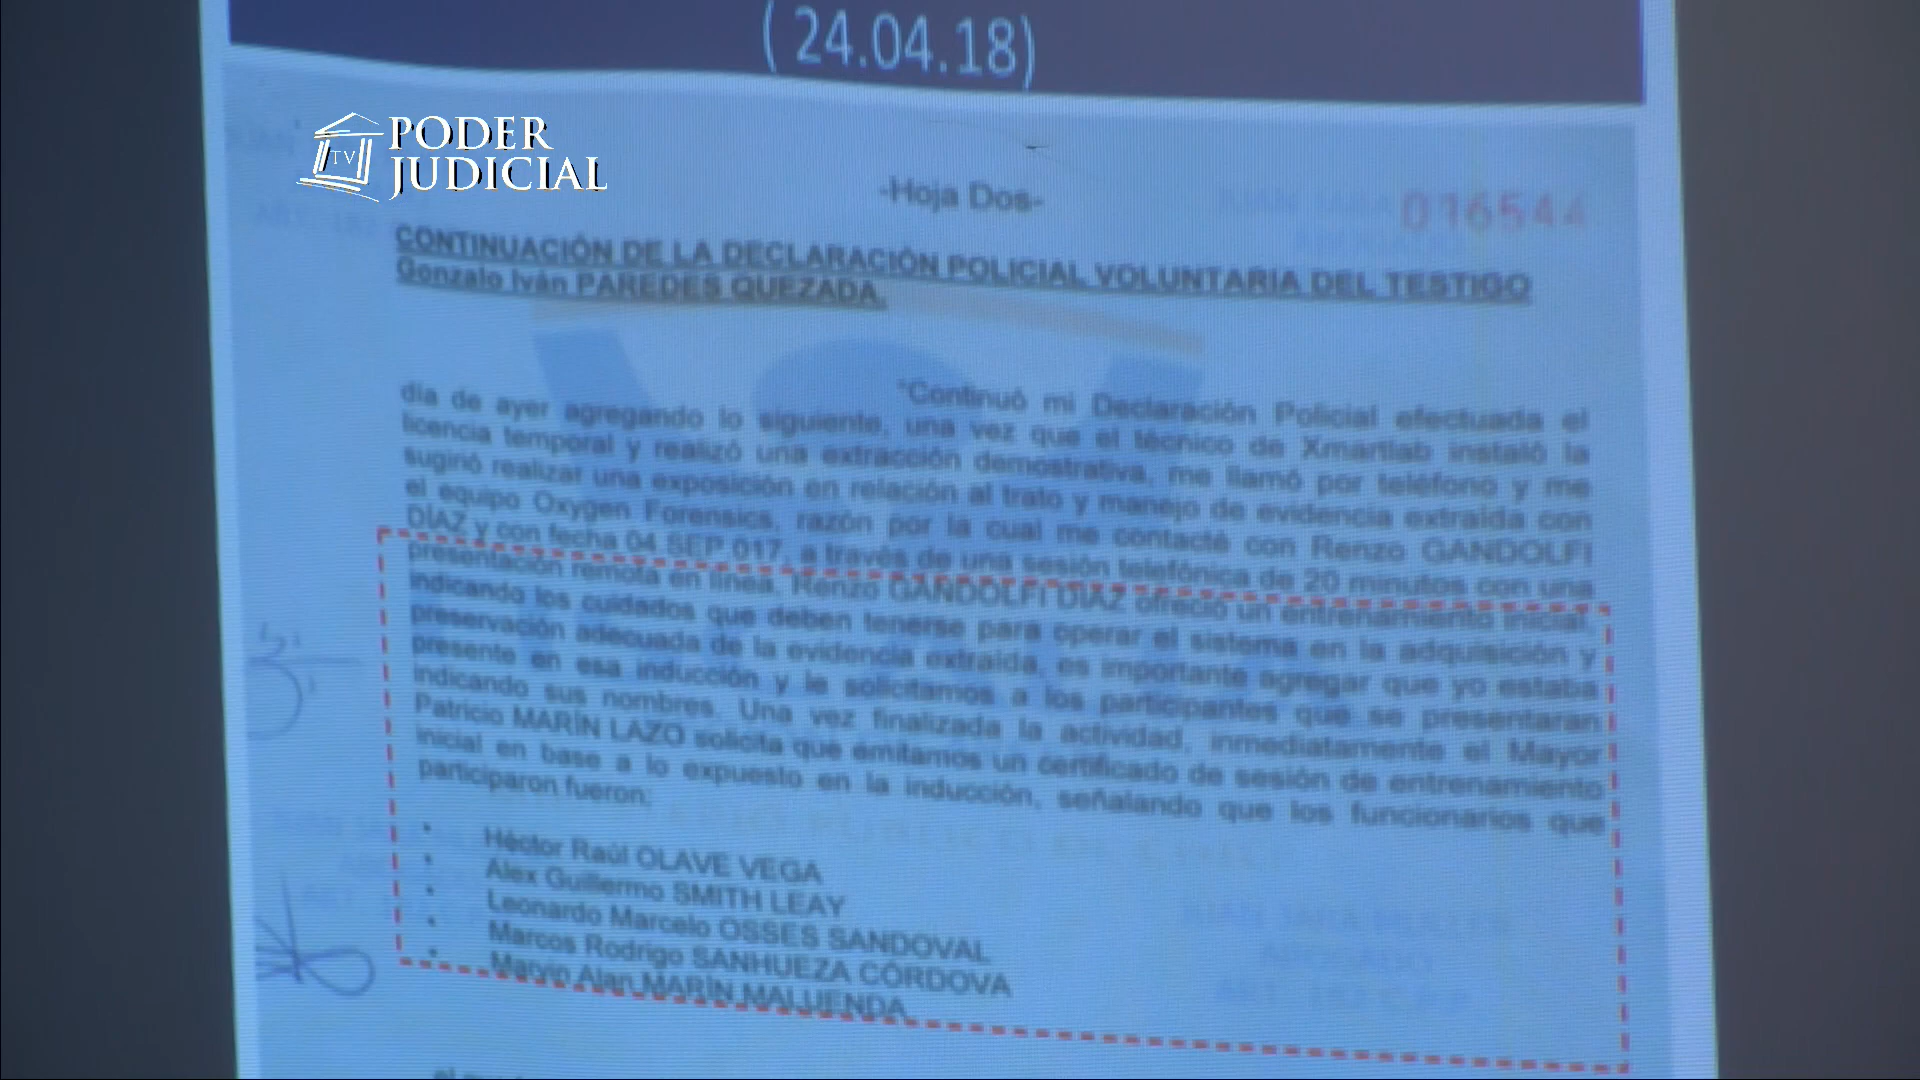 ( 24.04.18)
TV
PODER
JUDICIAL
-Hoja Dos-
016544
CONTINUACIÓN DE LA DECLARACIÓN POLICIAL VOLUNTARIA DEL TESTIGO
Gonzalo Iván PAREDES QUEZADA.
"Continuó mi Declaración Policial efectuada el
día de ayer agregando lo siguiente, una vez que el técnico de Xmartlab instaló la
licencia temporal y realizó una extracción demostrativa, me llamó por teléfono y me
sugirió realizar una exposición en relación al trato y manejo de evidencia extraída con
el equipo Oxygen Forensics, razón por la cual me contacté con Renzo GANDOLFI
DÍAZ y con fecha 04 SEP.017, a través de una sesión telefónica de 20 minutos con una
presentación remota en línea, Renzo GANDOLFI DÍAZ ofreció un entrenamiento inicial,
indicando los cuidados que deben tenerse para operar el sistema en la adquisición y
preservación adecuada de la evidencia extraída, es importante agregar que yo estaba
presente en esa inducción y le solicitamos a los participantes que se presentaran
indicando sus nombres. Una vez finalizada la actividad, inmediatamente el Mayor
Patricio MARÍN LAZO solicita que emitamos un certificado de sesión de entrenamiento
inicial en base a lo expuesto en la inducción, señalando que los funcionarios que
participaron fueron:
• Héctor Raúl OLAVE VEGA
• Alex Guillermo SMITH LEAY
• Leonardo Marcelo OSSES SANDOVAL
• Marcos Rodrigo SANHUEZA CÓRDOVA
• Marvin Alan MARÍN MALUENDA.